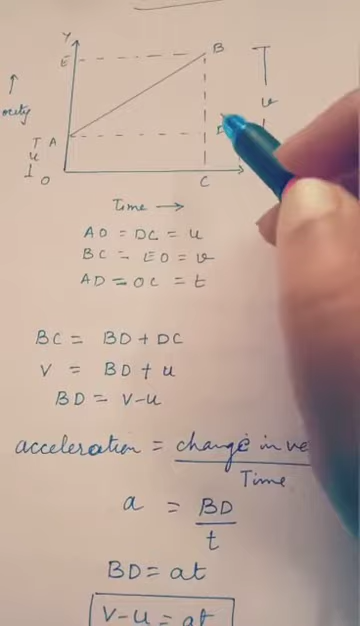 Y
E
B
A
T
u
O
v
C
Time →
AO = DC = u
BC = EO = v
AD = OC = t
BC = BD + DC
V = BD + u
BD = V-u
acceleration = change in ve
Time
a = BD
t
BD = at
V-u = at